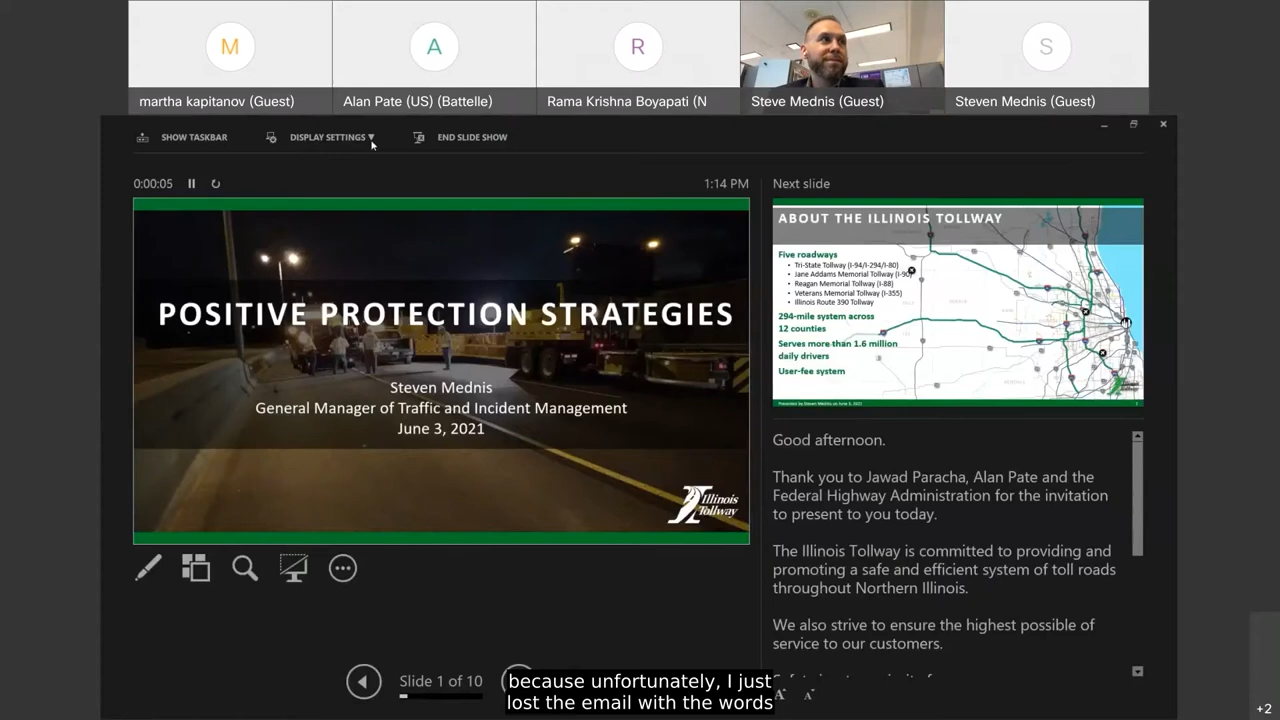 M
A
R
S
martha kapitanov (Guest)
Alan Pate (US) (Battelle)
Rama Krishna Boyapati (N
Steve Mednis (Guest)
Steven Mednis (Guest)
SHOW TASKBAR
DISPLAY SETTINGS ▼
END SLIDE SHOW
0:00:05
1:14 PM
POSITIVE PROTECTION STRATEGIES
Steven Mednis
General Manager of Traffic and Incident Management
June 3, 2021
Illinois
Tollway
Next slide
ABOUT THE ILLINOIS TOLLWAY
Five roadways
• Tri-State Tollway (I-94/I-294/I-80)
• Jane Addams Memorial Tollway (I-90)
• Reagan Memorial Tollway (I-88)
• Veterans Memorial Tollway (I-355)
• Illinois Route 390 Tollway
294-mile system across
12 counties
Serves more than 1.6 million
daily drivers
User-fee system
Presented by Steven Mednis on June 3, 2021
Good afternoon.
Thank you to Jawad Paracha, Alan Pate and the
Federal Highway Administration for the invitation
to present to you today.
The Illinois Tollway is committed to providing and
promoting a safe and efficient system of toll roads
throughout Northern Illinois.
We also strive to ensure the highest possible of
service to our customers.
Slide 1 of 10
because unfortunately, I just
lost the email with the words
A A
+2